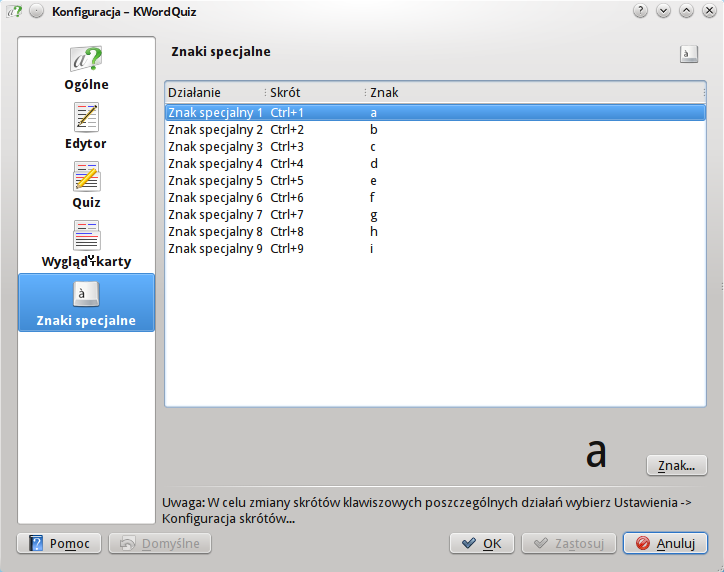 Konfiguracja – KWordQuiz
Ogólne
Edytor
Quiz
Wygląd karty
Znaki specjalne
Znaki specjalne
Działanie Skrót Znak
Znak specjalny 1 Ctrl+1 a
Znak specjalny 2 Ctrl+2 b
Znak specjalny 3 Ctrl+3 c
Znak specjalny 4 Ctrl+4 d
Znak specjalny 5 Ctrl+5 e
Znak specjalny 6 Ctrl+6 f
Znak specjalny 7 Ctrl+7 g
Znak specjalny 8 Ctrl+8 h
Znak specjalny 9 Ctrl+9 i
a
Znak...
Uwaga: W celu zmiany skrótów klawiszowych poszczególnych działań wybierz Ustawienia ->
Konfiguracja skrótów...
Pomoc Domyślne OK Zastosuj Anuluj